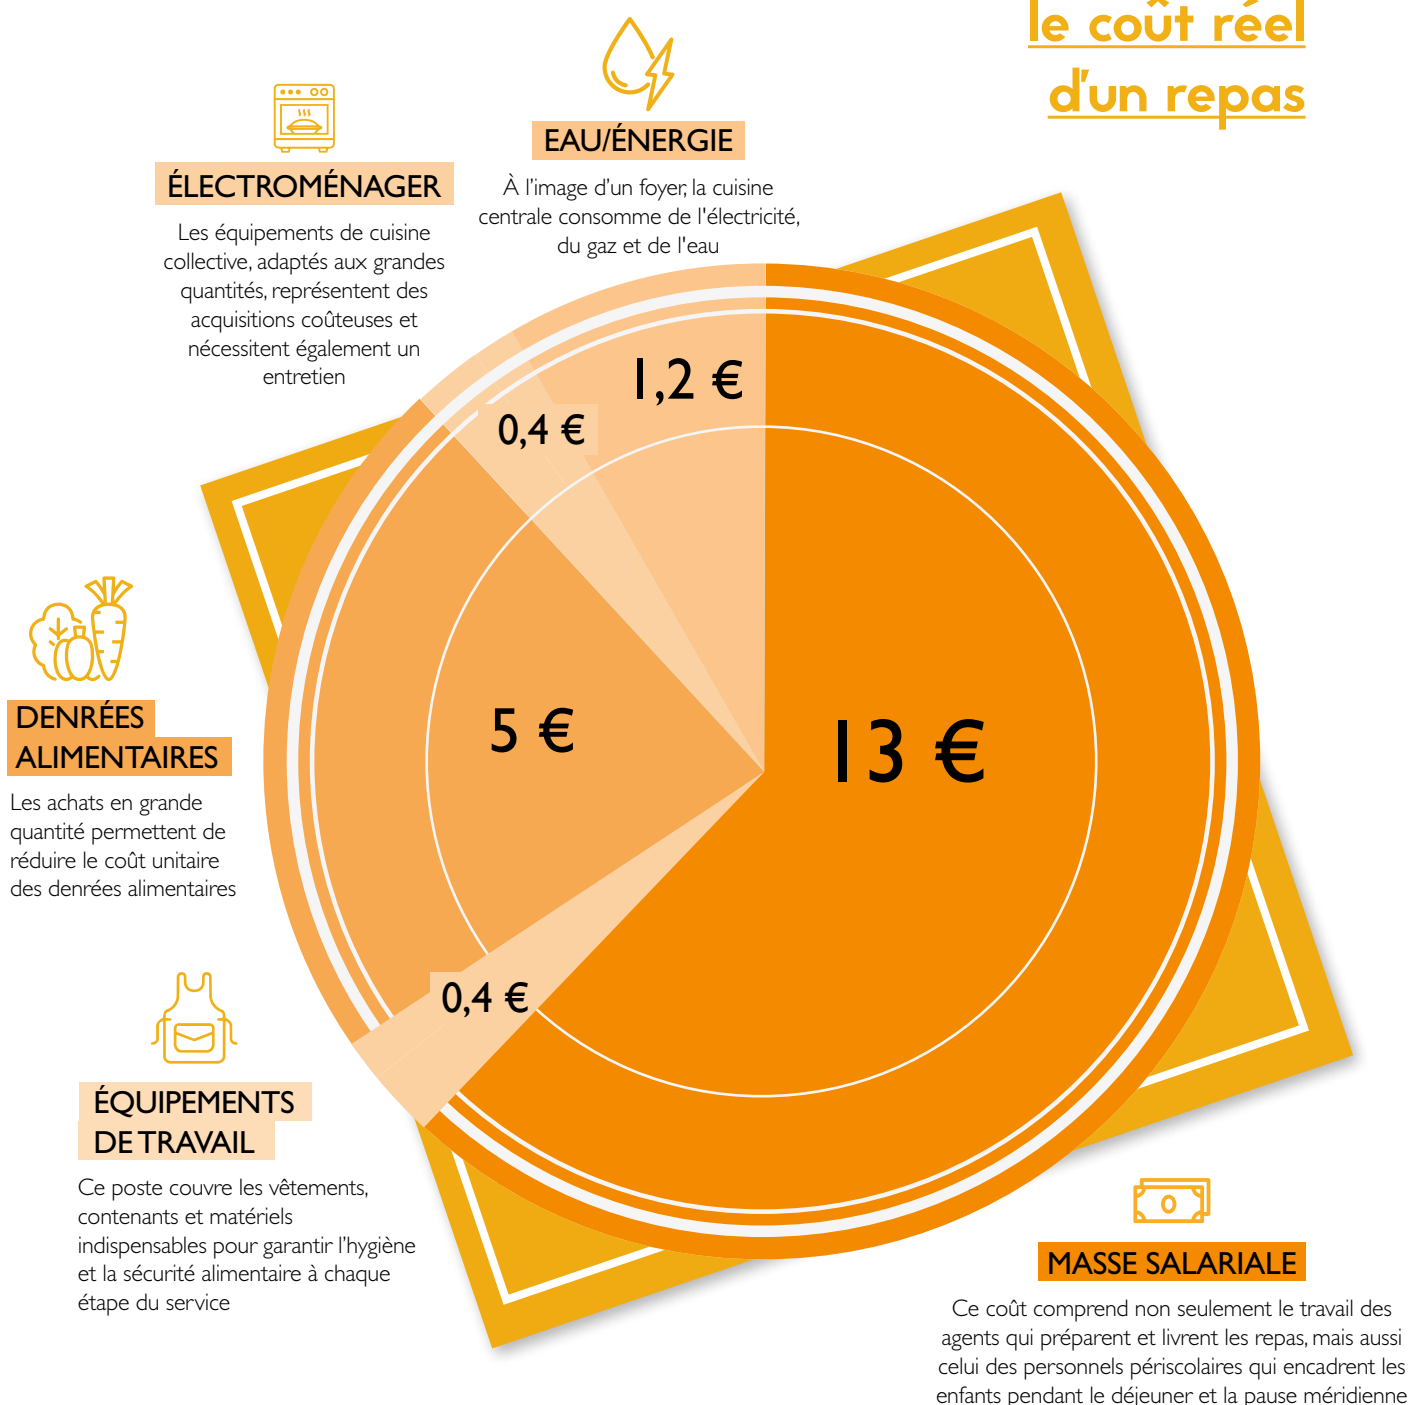 le coût réel
d'un repas
EAU/ÉNERGIE
À l'image d'un foyer, la cuisine
centrale consomme de l'électricité,
du gaz et de l'eau
ÉLECTROMÉNAGER
Les équipements de cuisine
collective, adaptés aux grandes
quantités, représentent des
acquisitions coûteuses et
nécessitent également un
entretien
1,2 €
0,4 €
5 €
13 €
0,4 €
DENRÉES
ALIMENTAIRES
Les achats en grande
quantité permettent de
réduire le coût unitaire
des denrées alimentaires
ÉQUIPEMENTS
DE TRAVAIL
Ce poste couvre les vêtements,
contenants et matériels
indispensables pour garantir l'hygiène
et la sécurité alimentaire à chaque
étape du service
MASSE SALARIALE
Ce coût comprend non seulement le travail des
agents qui préparent et livrent les repas, mais aussi
celui des personnels périscolaires qui encadrent les
enfants pendant le déjeuner et la pause méridienne